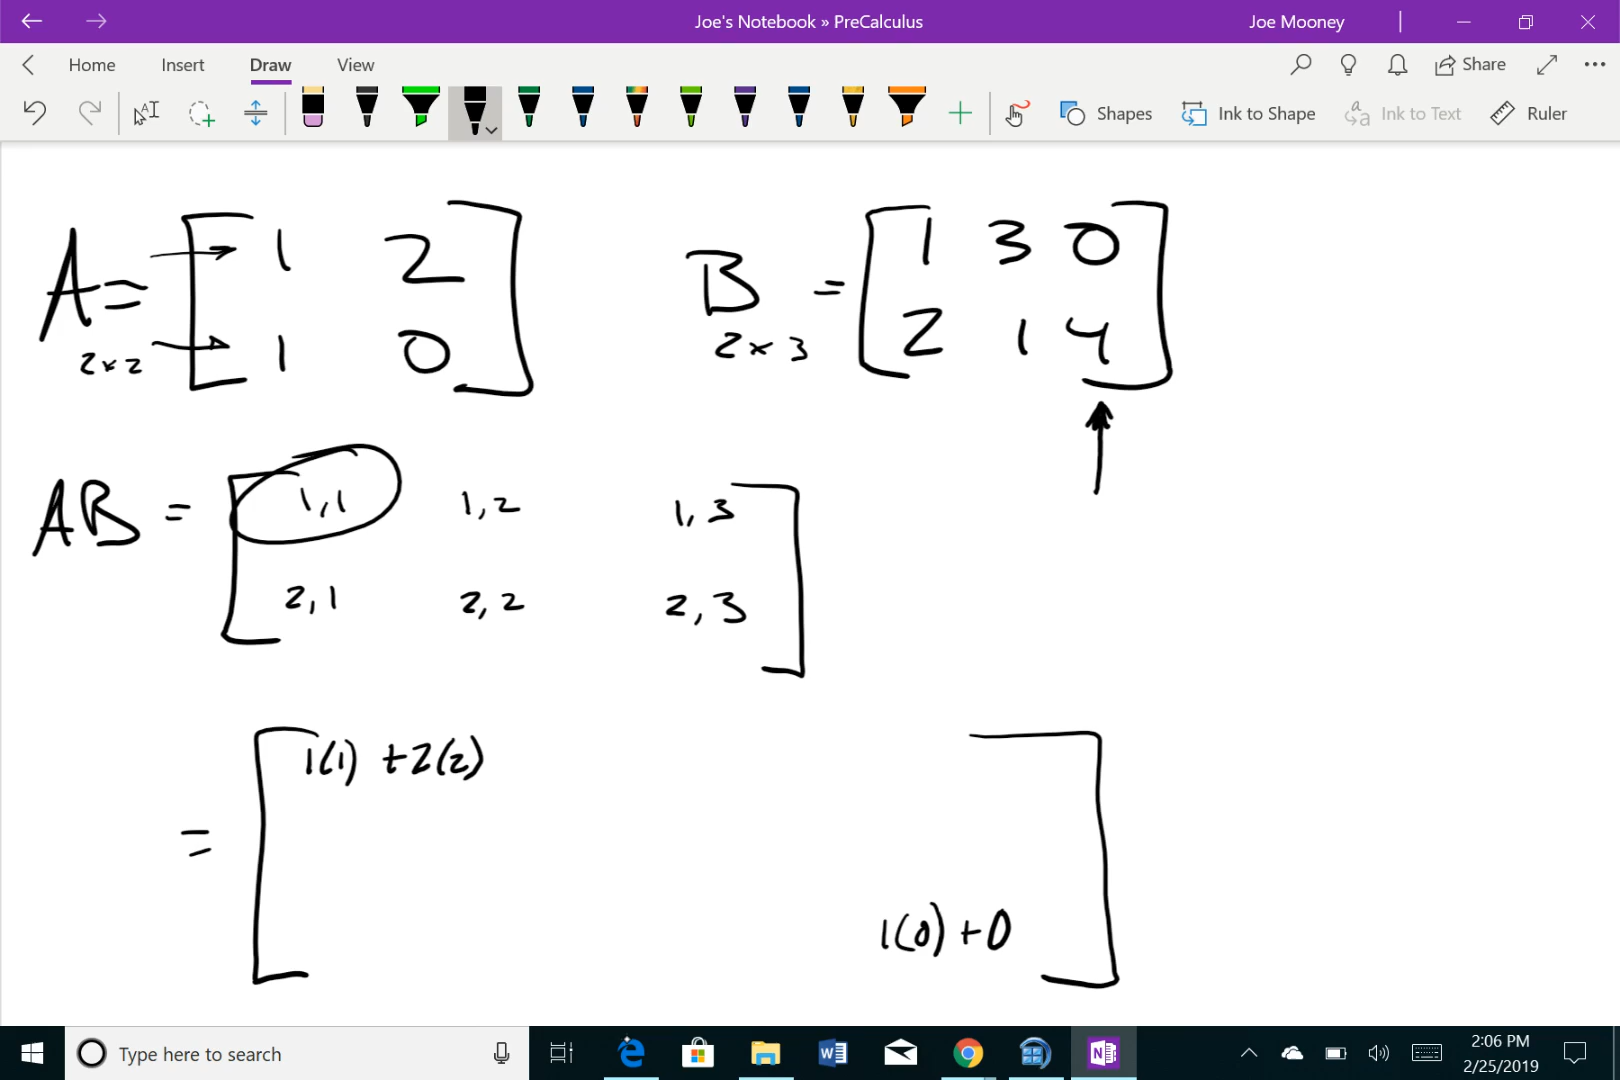 Joe's Notebook » PreCalculus
Joe Mooney
Home Insert Draw View
Share
Shapes Ink to Shape Ink to Text Ruler
A = [ 1 2
2×2 1 0 ]
B = [ 1 3 0
2×3 2 1 4 ]
AB = [ 1,1 1,2 1,3
2,1 2,2 2,3 ]
= [ 1(1) + 2(2)
1(0) + 0 ]
Type here to search
2:06 PM
2/25/2019